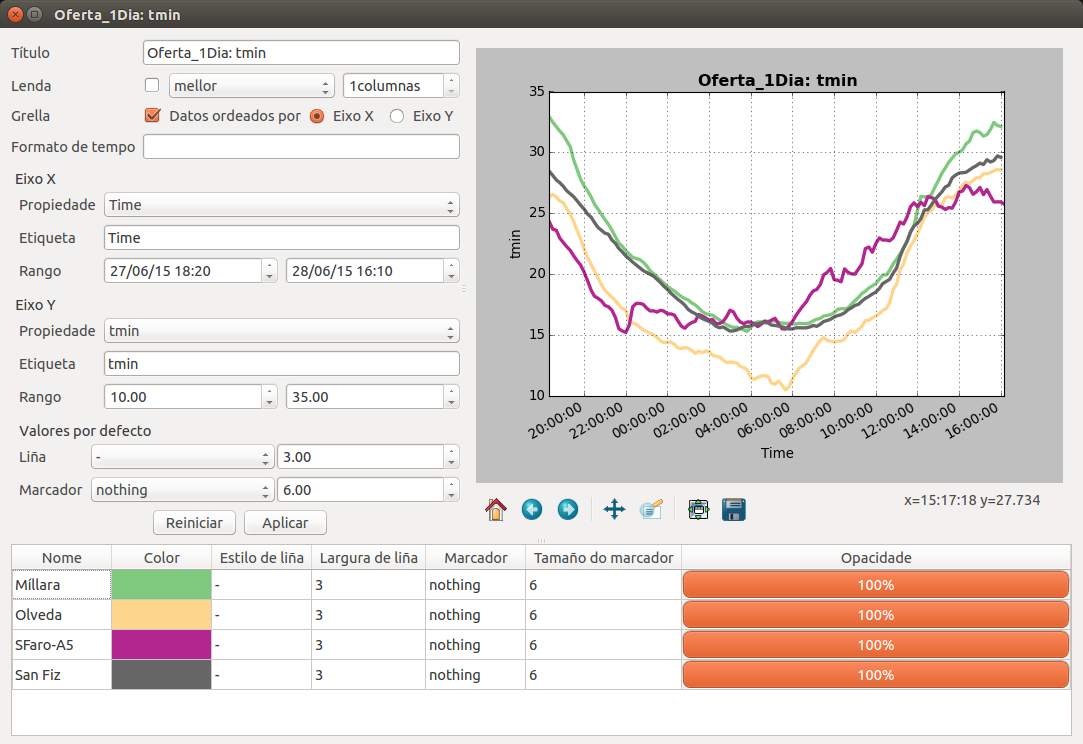 Oferta_1Dia: tmin
Título Oferta_1Dia: tmin
Lenda mellor 1columnas
Grella Datos ordeados por Eixo X Eixo Y
Formato de tempo
Eixo X
Propiedade Time
Etiqueta Time
Rango 27/06/15 18:20 28/06/15 16:10
Eixo Y
Propiedade tmin
Etiqueta tmin
Rango 10.00 35.00
Valores por defecto
Liña - 3.00
Marcador nothing 6.00
Reiniciar Aplicar
Oferta_1Dia: tmin
35
30
25
20
15
10
tmin
20:00:00 22:00:00 00:00:00 02:00:00 04:00:00 06:00:00 08:00:00 10:00:00 12:00:00 14:00:00 16:00:00
Time
x=15:17:18 y=27.734
Nome Color Estilo de liña Largura de liña Marcador Tamaño do marcador Opacidade
Míllara - 3 nothing 6 100%
Olveda - 3 nothing 6 100%
SFaro-A5 - 3 nothing 6 100%
San Fiz - 3 nothing 6 100%